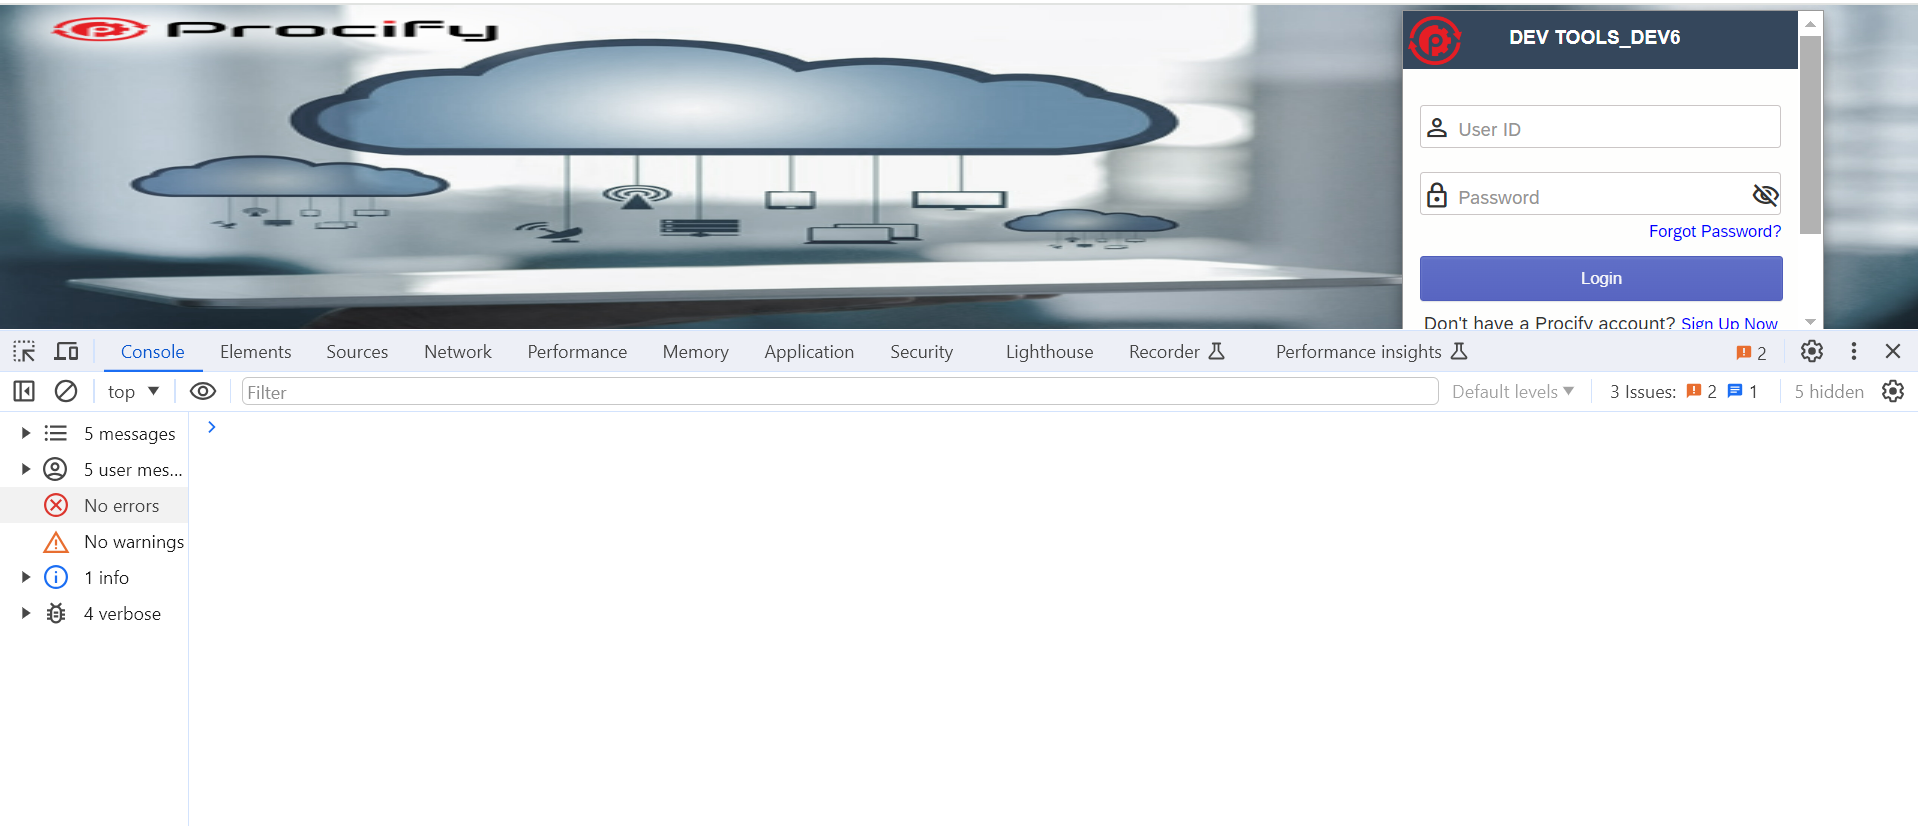 Procify
DEV TOOLS_DEV6
User ID
Password
Forgot Password?
Login
Don't have a Procify account? Sign Up Now
Console Elements Sources Network Performance Memory Application Security Lighthouse Recorder Performance insights 2
top Filter Default levels 3 Issues: 2 1 5 hidden
5 messages
5 user mes...
No errors
No warnings
1 info
4 verbose